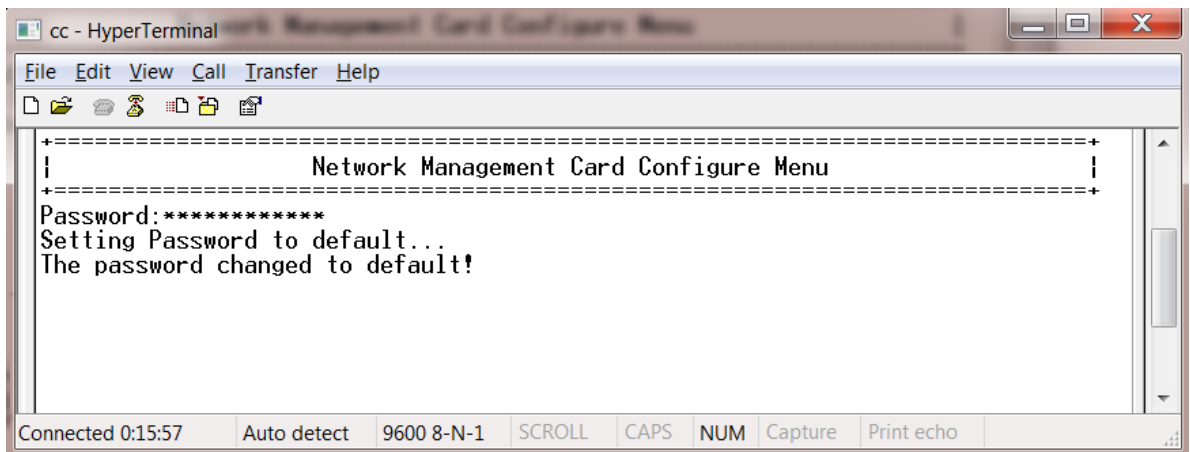 cc - HyperTerminal
File Edit View Call Transfer Help
+===========================================================================+
¦ Network Management Card Configure Menu ¦
+===========================================================================+
Password:************
Setting Password to default...
The password changed to default!
Connected 0:15:57 Auto detect 9600 8-N-1 SCROLL CAPS NUM Capture Print echo